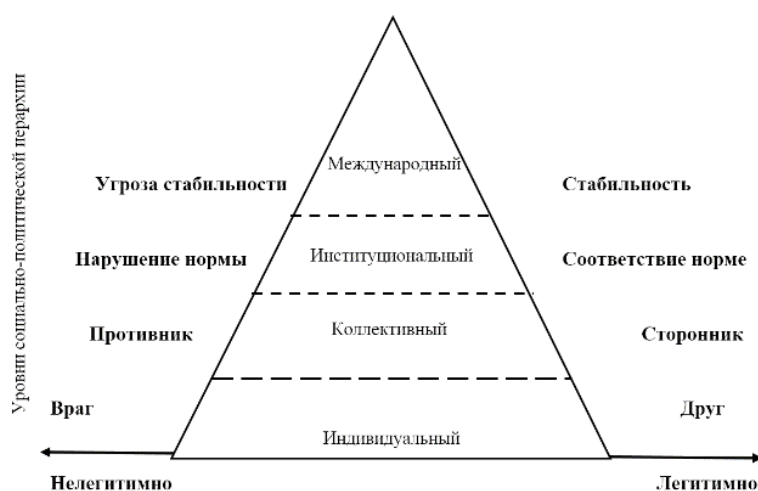 Уровни социально-политической иерархии
Международный
Угроза стабильности
Стабильность
Нарушение нормы
Институциональный
Соответствие норме
Противник
Коллективный
Сторонник
Враг
Друг
Индивидуальный
Нелегитимно
Легитимно